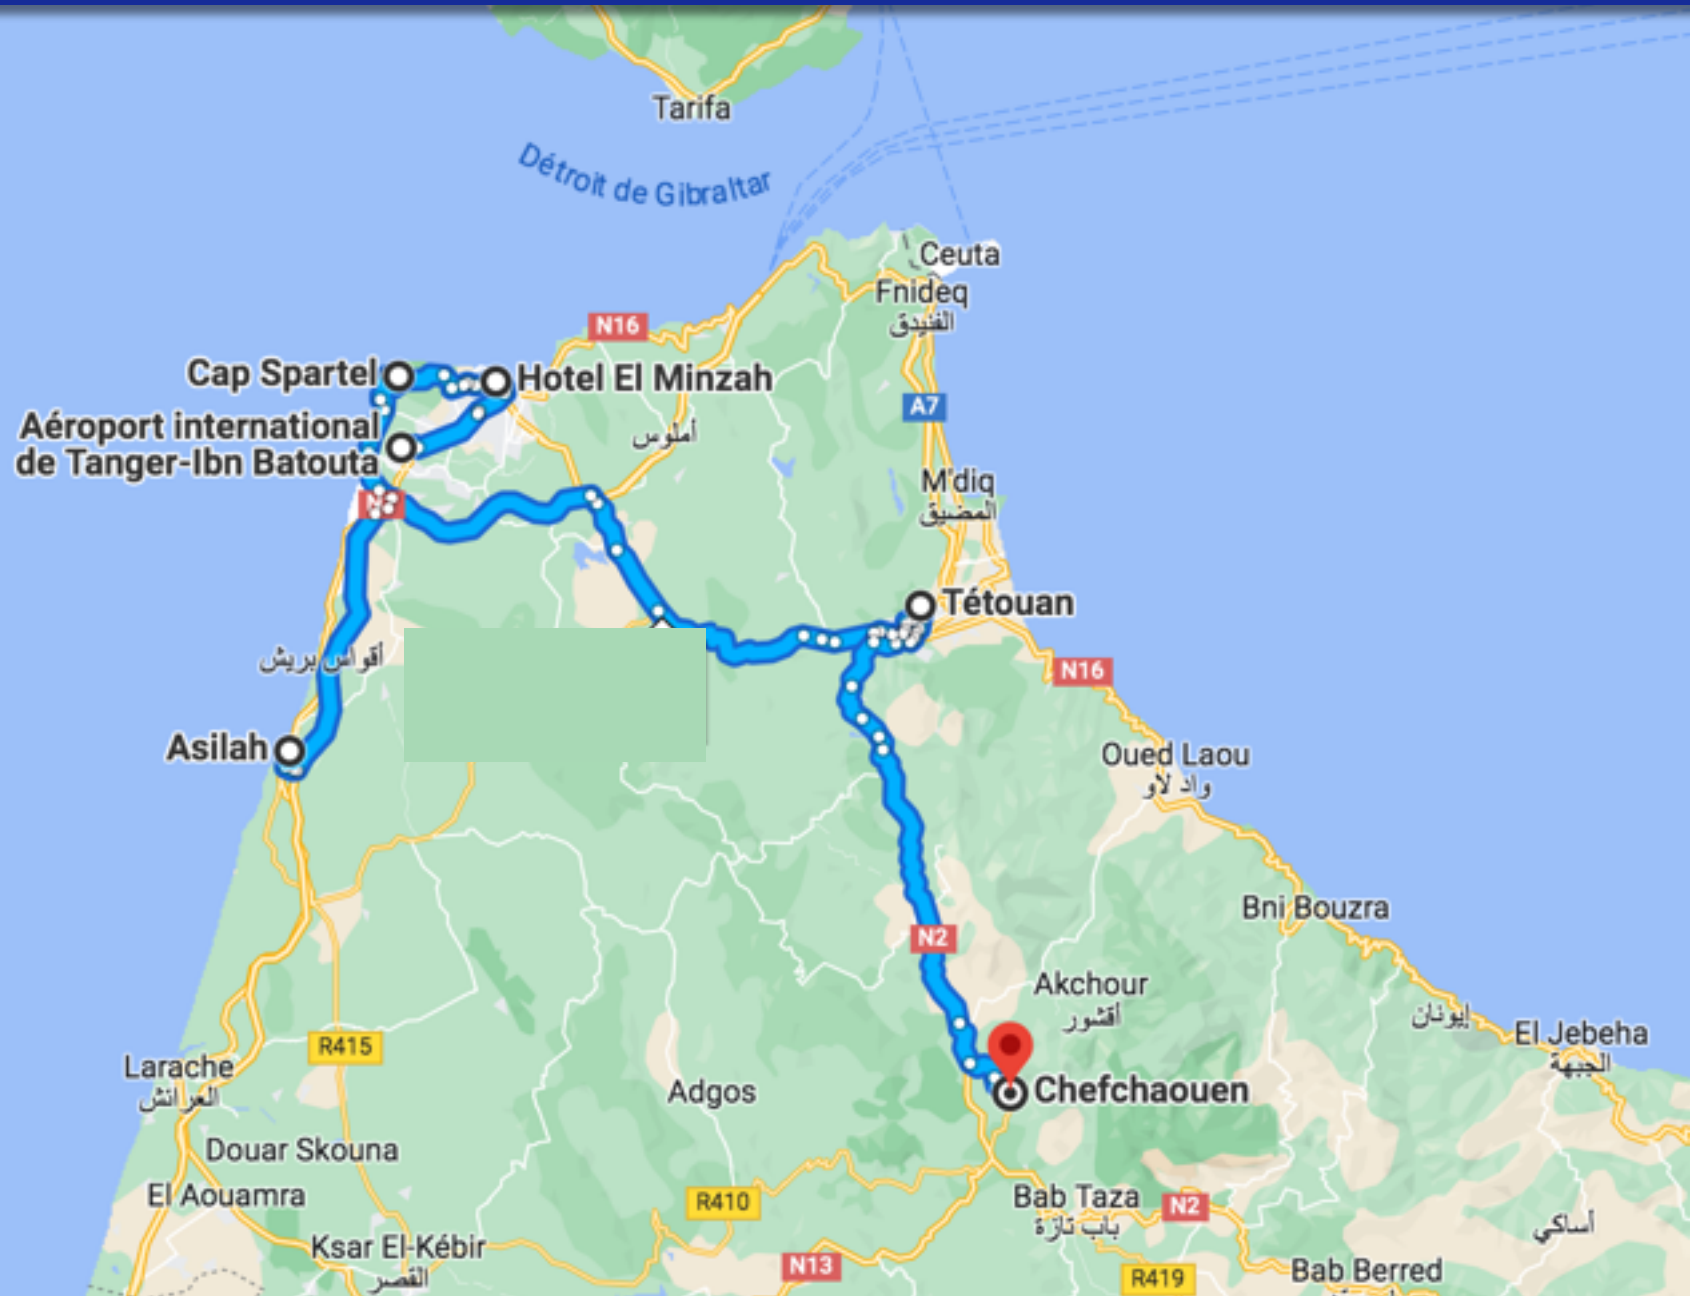 Tarifa
Détroit de Gibraltar
Ceuta
Fnideq
الفنيدق
N16
Cap Spartel
Hotel El Minzah
A7
Aéroport international
de Tanger-Ibn Batouta
أملوس
M'diq
المضيق
Tétouan
أقواس بريش
N16
Asilah
Oued Laou
واد لاو
Bni Bouzra
N2
Akchour
أقشور
إيونان
El Jebeha
الجبهة
R415
Larache
العرائش
Adgos
Chefchaouen
Douar Skouna
El Aouamra
R410
Bab Taza
باب تازة
N2
أساكي
Ksar El-Kébir
القصر
N13
R419
Bab Berred